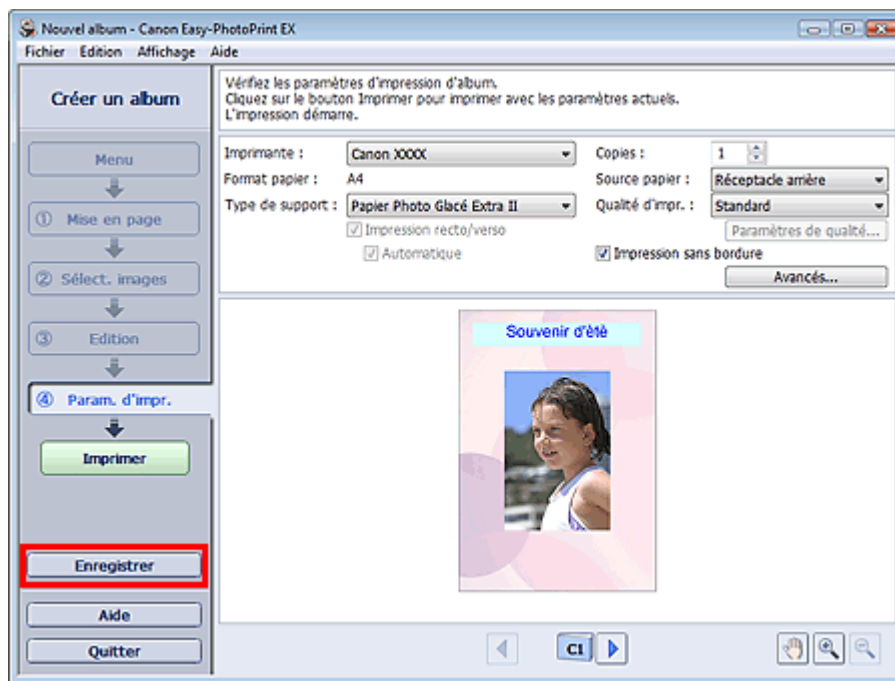 Nouvel album - Canon Easy-PhotoPrint EX
Fichier Edition Affichage Aide
Créer un album
Vérifiez les paramètres d'impression d'album.
Cliquez sur le bouton Imprimer pour imprimer avec les paramètres actuels.
L'impression démarre.
Menu
① Mise en page
② Sélect. images
③ Edition
④ Param. d'impr.
Imprimer
Enregistrer
Aide
Quitter
Imprimante : Canon XXXX Copies : 1
Format papier : A4 Source papier : Réceptacle arrière
Type de support : Papier Photo Glacé Extra II Qualité d'impr. : Standard
Impression recto/verso Paramètres de qualité...
Automatique Impression sans bordure
Avancés...
Souvenir d'ètè
C1